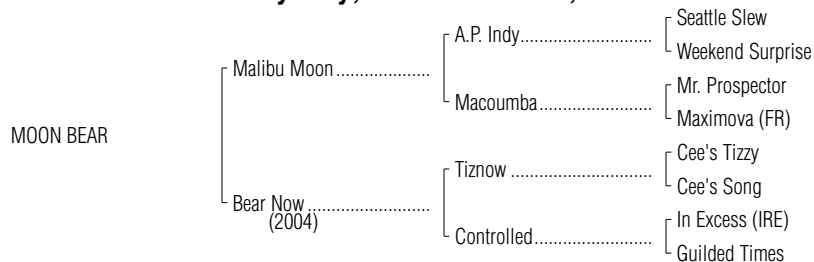 Seattle Slew
A.P. Indy
Weekend Surprise
Malibu Moon
Mr. Prospector
Macoumba
Maximova (FR)
MOON BEAR
Cee's Tizzy
Tiznow
Cee's Song
Bear Now
(2004)
In Excess (IRE)
Controlled
Guilded Times